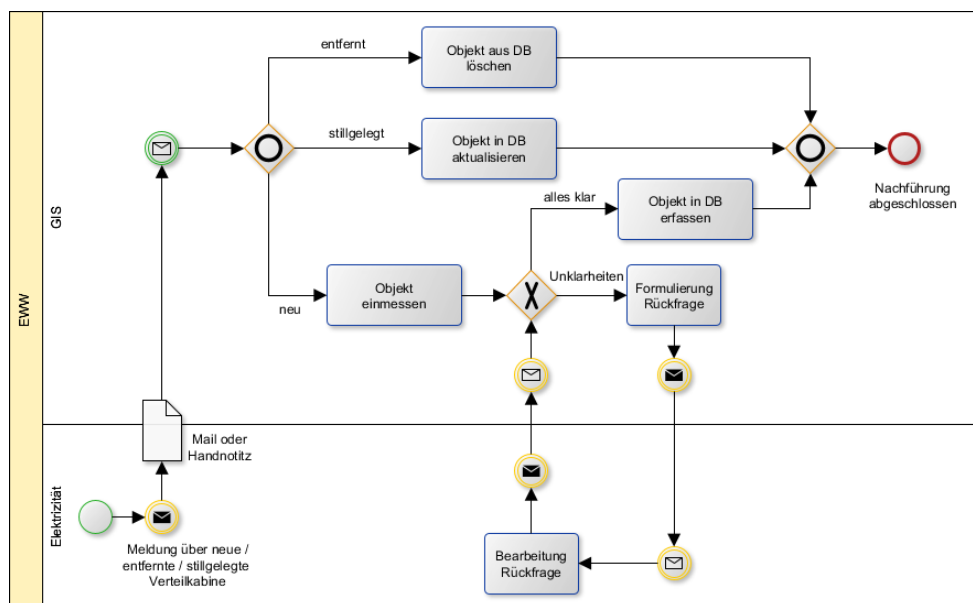 EWW
GIS
entfernt
Objekt aus DB
löschen
stillgelegt
Objekt in DB
aktualisieren
alles klar
Objekt in DB
erfassen
Nachführung
abgeschlossen
neu
Objekt
einmessen
Unklarheiten
Formulierung
Rückfrage
Elektrizität
Mail oder
Handnotitz
Meldung über neue /
entfernte / stillgelegte
Verteilkabine
Bearbeitung
Rückfrage